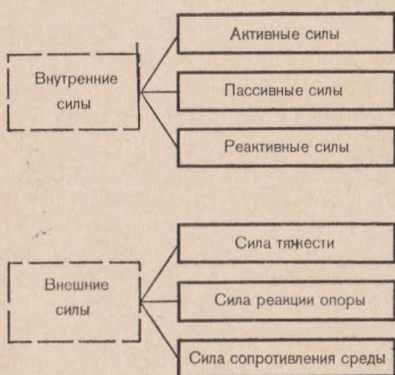 Активные силы
Внутренние
силы
Пассивные силы
Реактивные силы
Сила тяжести
Внешние
силы
Сила реакции опоры
Сила сопротивления среды